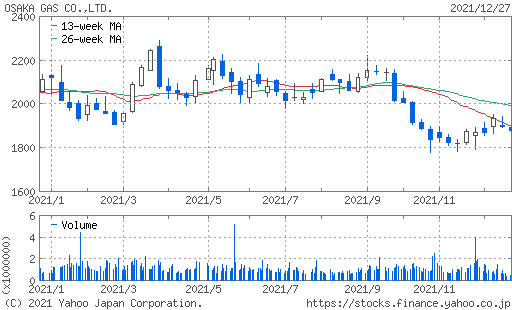 OSAKA GAS CO.,LTD. 2021/12/27
2400
13-week MA
26-week MA
2200
2000
1800
1600
2021/1 2021/3 2021/5 2021/7 2021/9 2021/11
6
Volume
4
2
0
(x1000000)
2021/1 2021/3 2021/5 2021/7 2021/9 2021/11
(C) 2021 Yahoo Japan Corporation. https://stocks.finance.yahoo.co.jp